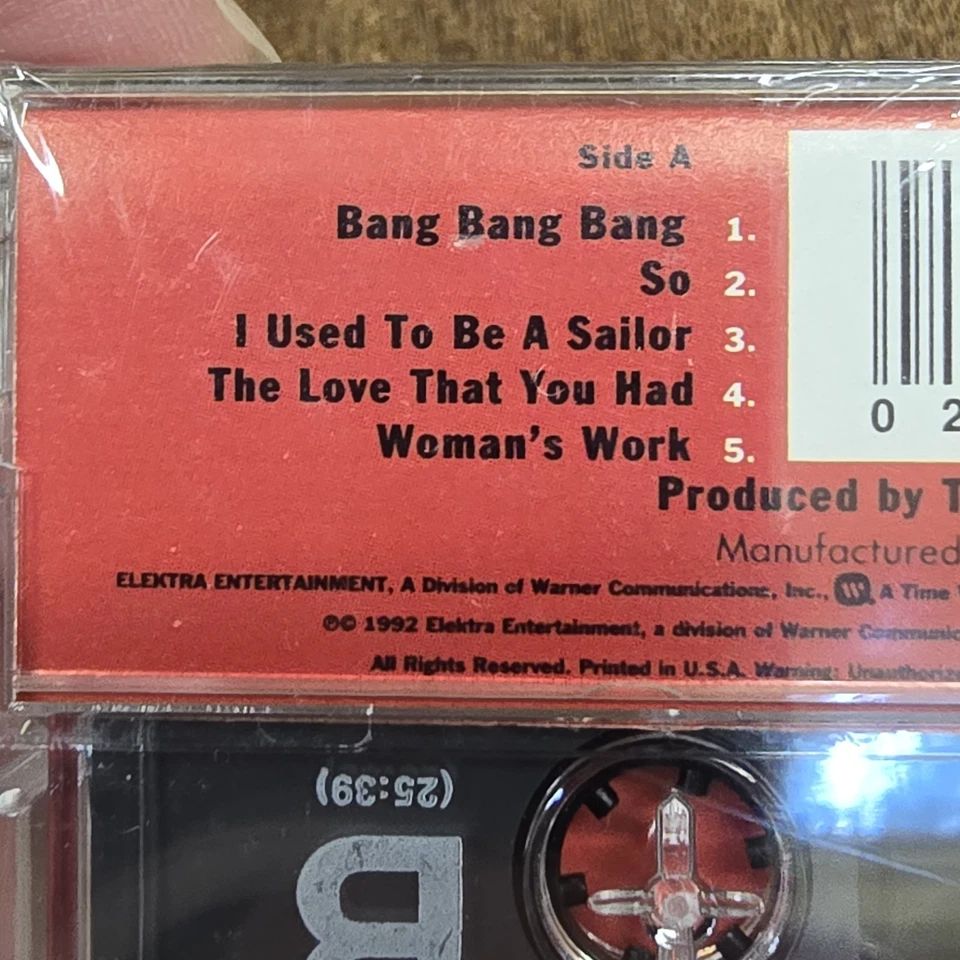 Side A
Bang Bang Bang 1.
So 2.
I Used To Be A Sailor 3.
The Love That You Had 4.
Woman's Work 5.
0 2
Produced by T
Manufactured
ELEKTRA ENTERTAINMENT, A Division of Warner Communications, Inc., A Time
℗© 1992 Elektra Entertainment, a division of Warner Communic
All Rights Reserved. Printed in U.S.A. Warning: Unauthoriz
(25:39)
B